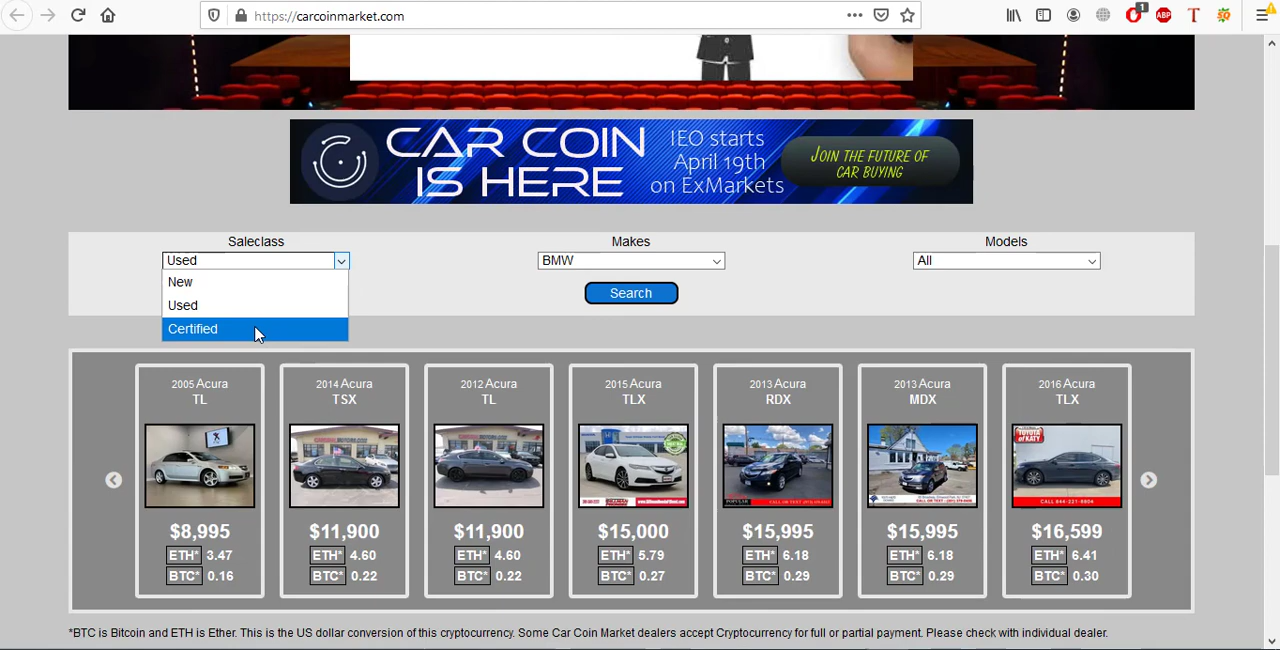 https://carcoinmarket.com
1
ABP
T
CAR COIN
IS HERE
IEO starts
April 19th
on ExMarkets
JOIN THE FUTURE OF
CAR BUYING
Saleclass
Makes
Models
Used
BMW
All
New
Used
Certified
Search
2005 Acura
TL
$8,995
ETH* 3.47
BTC* 0.16
2014 Acura
TSX
$11,900
ETH* 4.60
BTC* 0.22
2012 Acura
TL
$11,900
ETH* 4.60
BTC* 0.22
2015 Acura
TLX
$15,000
ETH* 5.79
BTC* 0.27
2013 Acura
RDX
$15,995
ETH* 6.18
BTC* 0.29
2013 Acura
MDX
$15,995
ETH* 6.18
BTC* 0.29
2016 Acura
TLX
CALL 844-221-6904
$16,599
ETH* 6.41
BTC* 0.30
*BTC is Bitcoin and ETH is Ether. This is the US dollar conversion of this cryptocurrency. Some Car Coin Market dealers accept Cryptocurrency for full or partial payment. Please check with individual dealer.